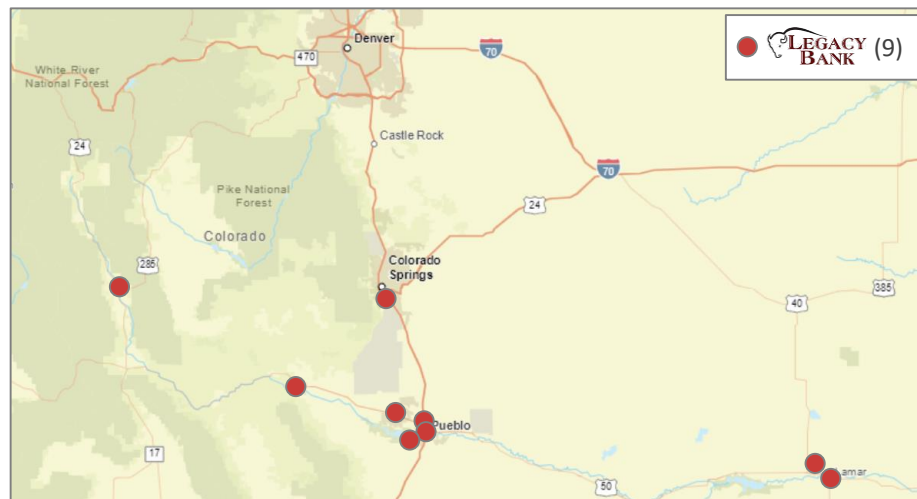 Denver
LEGACY
BANK
(9)
470
70
White River
National Forest
Castle Rock
24
70
Pike National
Forest
24
Colorado
Colorado
Springs
285
385
40
Pueblo
17
50